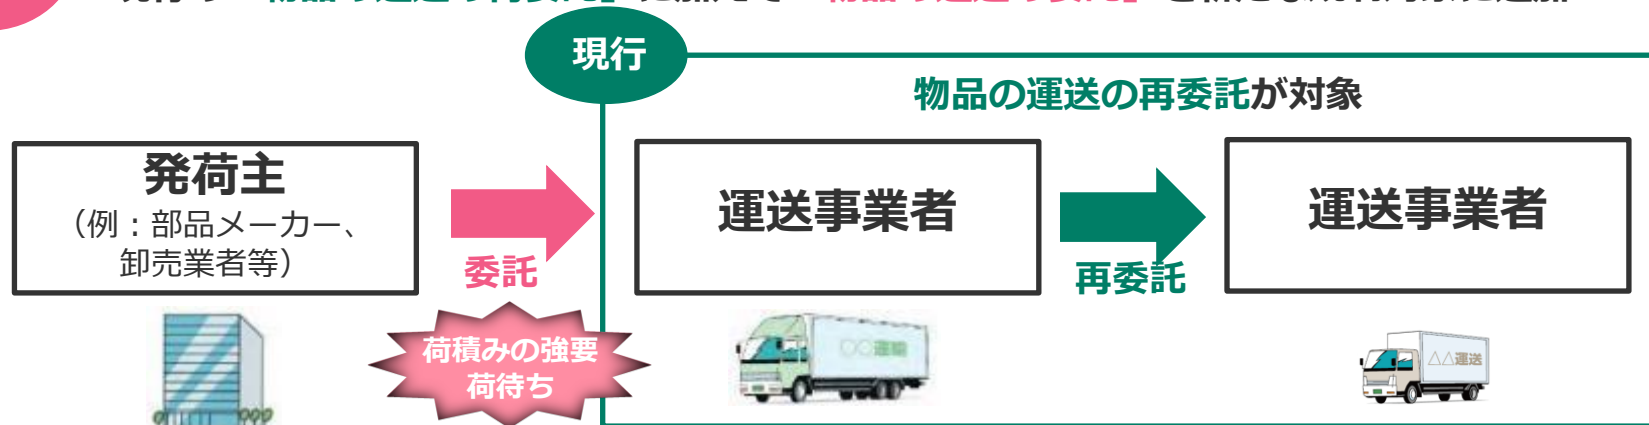 現行
物品の運送の再委託が対象
発荷主
（例：部品メーカー、
卸売業者等）
委託
荷積みの強要
荷待ち
運送事業者
再委託
運送事業者
○○運輸
△△運送